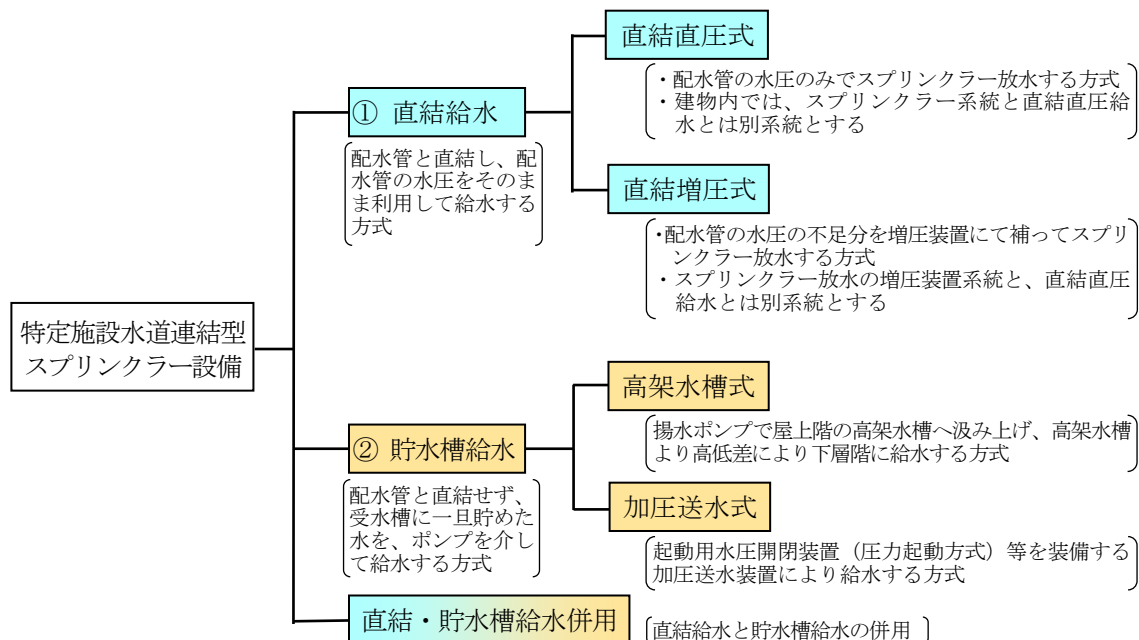 特定施設水道連結型
スプリンクラー設備
① 直結給水
配水管と直結し、配
水管の水圧をそのま
ま利用して給水する
方式
直結直圧式
・配水管の水圧のみでスプリンクラー放水する方式
・建物内では、スプリンクラー系統と直結直圧給
水とは別系統とする
直結増圧式
・配水管の水圧の不足分を増圧装置にて補ってスプリ
ンクラー放水する方式
・スプリンクラー放水の増圧装置系統と、直結直圧
給水とは別系統とする
② 貯水槽給水
配水管と直結せず、
受水槽に一旦貯めた
水を、ポンプを介し
て給水する方式
高架水槽式
揚水ポンプで屋上階の高架水槽へ汲み上げ、高架水槽
より高低差により下層階に給水する方式
加圧送水式
起動用水圧開閉装置（圧力起動方式）等を装備する
加圧送水装置により給水する方式
直結・貯水槽給水併用
直結給水と貯水槽給水の併用